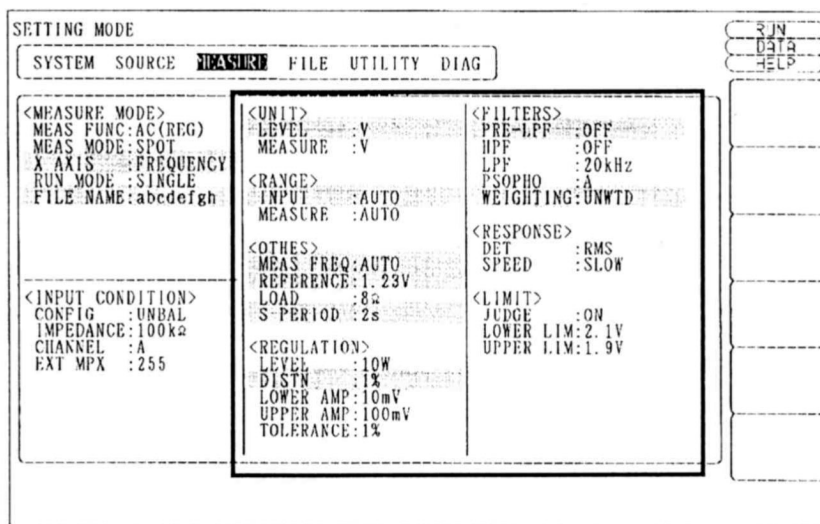 SETTING MODE
SYSTEM SOURCE MEASURE FILE UTILITY DIAG
RUN
DATA
HELP
<MEASURE MODE>
MEAS FUNC:AC(REG)
MEAS MODE:SPOT
X AXIS :FREQUENCY
RUN MODE :SINGLE
FILE NAME:abcdefgh
<INPUT CONDITION>
CONFIG :UNBAL
IMPEDANCE:100kΩ
CHANNEL :A
EXT MPX :255
<UNIT>
LEVEL :V
MEASURE :V
<RANGE>
INPUT :AUTO
MEASURE :AUTO
<OTHES>
MEAS FREQ:AUTO
REFERENCE:1.23V
LOAD :8Ω
S-PERIOD :2s
<REGULATION>
LEVEL :10W
DISTN :1%
LOWER AMP:10mV
UPPER AMP:100mV
TOLERANCE:1%
<FILTERS>
PRE-LPF :OFF
HPF :OFF
LPF :20kHz
PSOPHO :A
WEIGHTING:UNWTD
<RESPONSE>
DET :RMS
SPEED :SLOW
<LIMIT>
JUDGE :ON
LOWER LIM:2.1V
UPPER LIM:1.9V